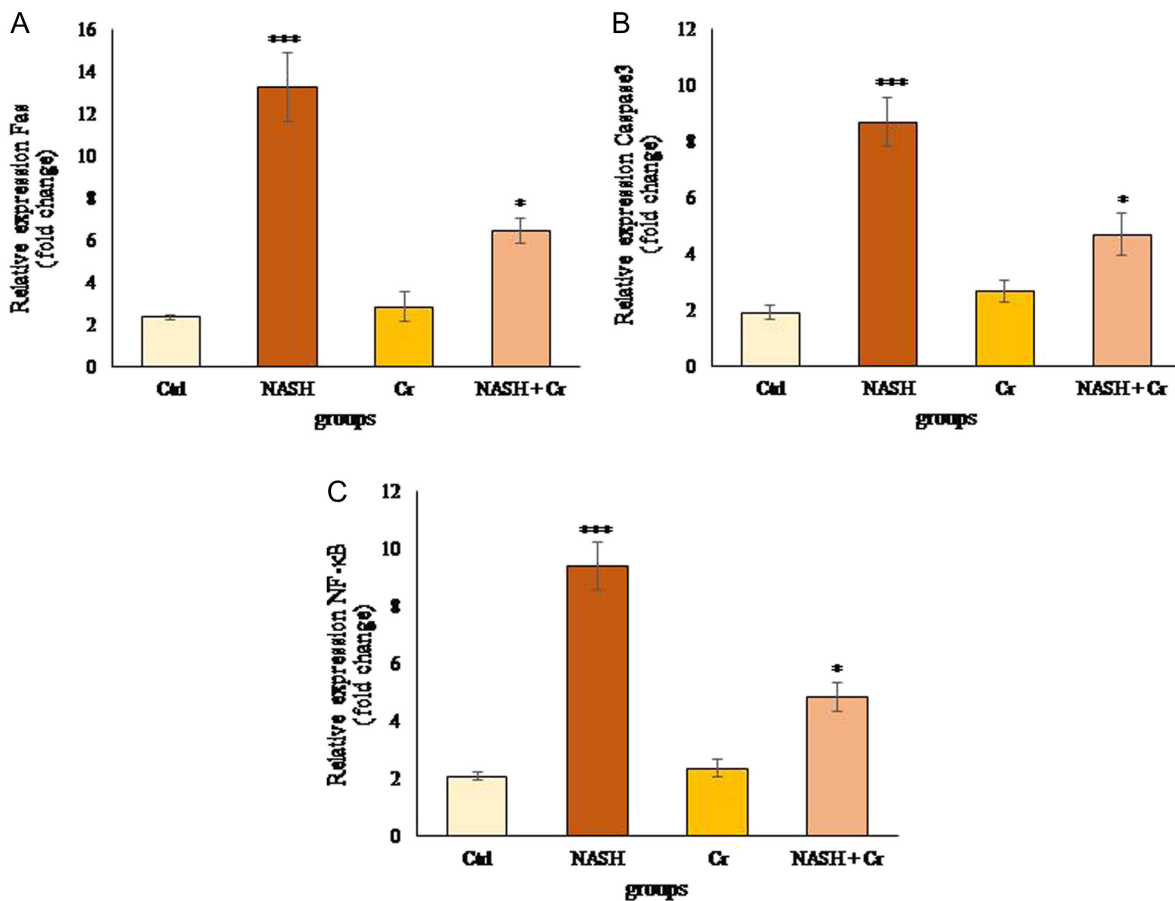 A
Relative expression Fas
(fold change)
16
14
12
10
8
6
4
2
0
***
*
Ctrl NASH Cr NASH+Cr
groups
B
Relative expression Caspase3
(fold change)
12
10
8
6
4
2
0
***
*
Ctrl NASH Cr NASH+Cr
groups
C
Relative expression NF-κB
(fold change)
12
10
8
6
4
2
0
***
*
Ctrl NASH Cr NASH+Cr
groups